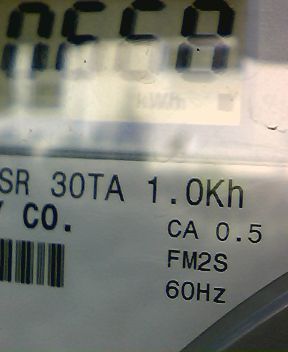 kWh
SR 30TA 1.0Kh
Y CO.
CA 0.5
FM2S
60Hz